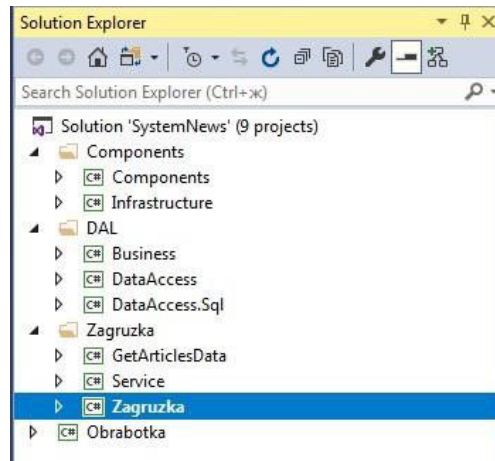 Solution Explorer
Search Solution Explorer (Ctrl+ж)
Solution 'SystemNews' (9 projects)
Components
C# Components
C# Infrastructure
DAL
C# Business
C# DataAccess
C# DataAccess.Sql
Zagruzka
C# GetArticlesData
C# Service
C# Zagruzka
C# Obrabotka